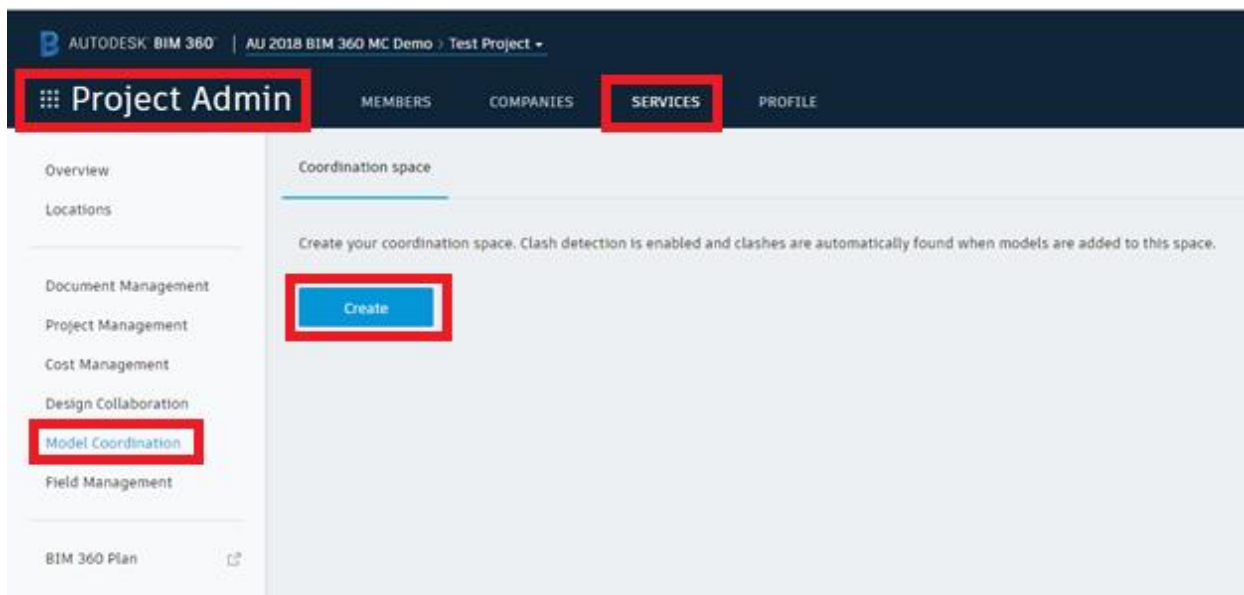 AUTODESK BIM 360 | AU 2018 BIM 360 MC Demo > Test Project
Project Admin MEMBERS COMPANIES SERVICES PROFILE
Overview
Locations
Document Management
Project Management
Cost Management
Design Collaboration
Model Coordination
Field Management
BIM 360 Plan
Coordination space
Create your coordination space. Clash detection is enabled and clashes are automatically found when models are added to this space.
Create